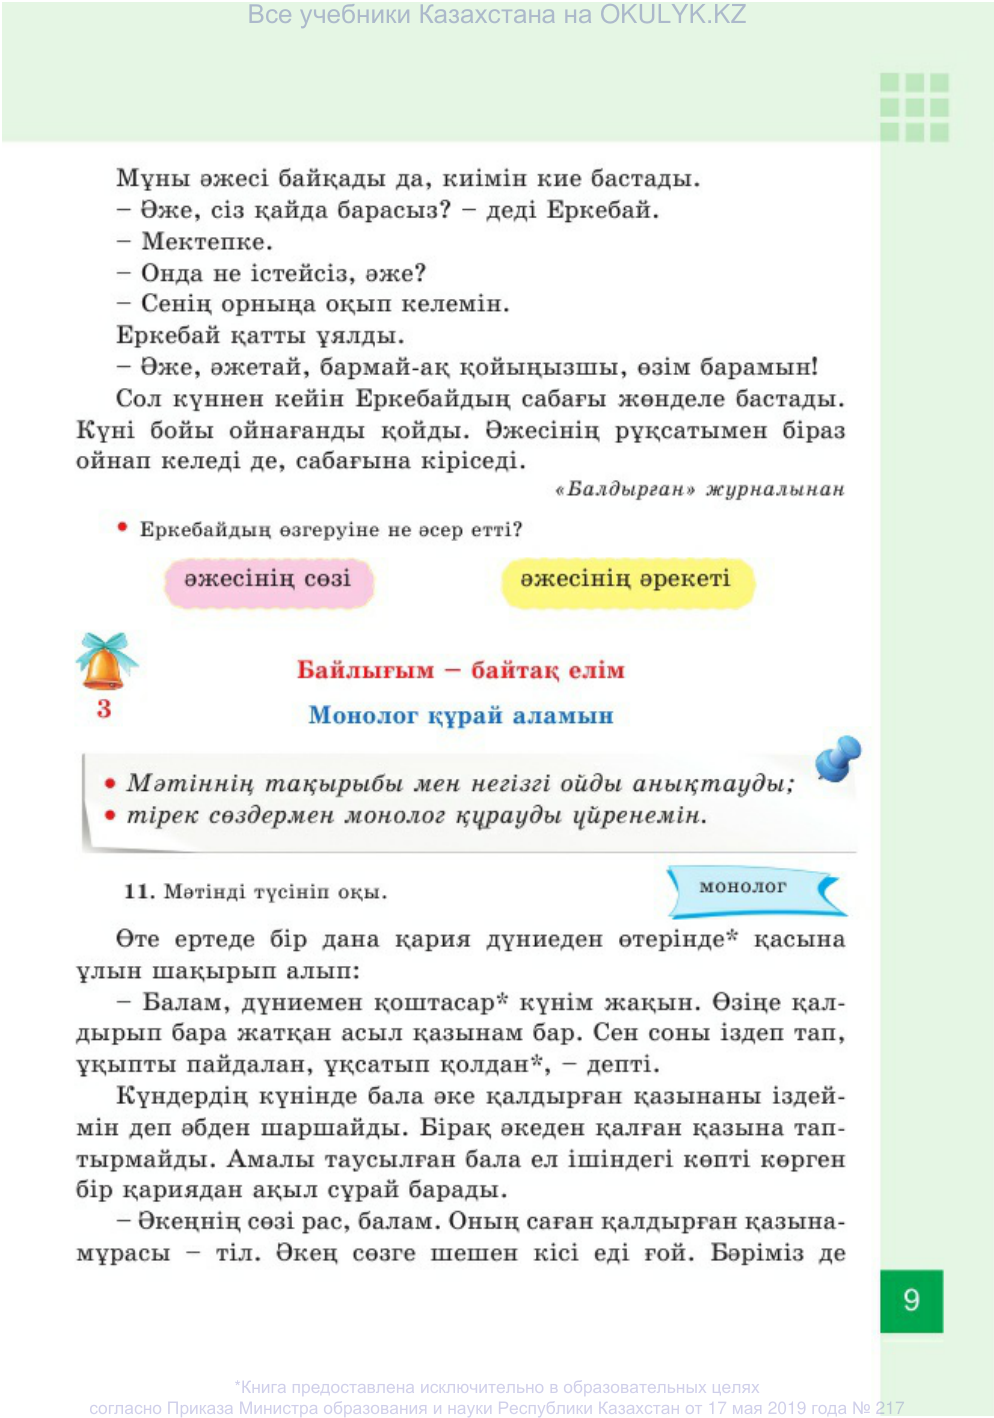 Все учебники Казахстана на OKULYK.KZ
Мұны әжесі байқады да, киімін кие бастады.
– Әже, сіз қайда барасыз? – деді Еркебай.
– Мектепке.
– Онда не істейсіз, әже?
– Сенің орныңа оқып келемін.
Еркебай қатты ұялды.
– Әже, әжетай, бармай-ақ қойыңызшы, өзім барамын!
Сол күннен кейін Еркебайдың сабағы жөнделе бастады.
Күні бойы ойнағанды қойды. Әжесінің рұқсатымен біраз
ойнап келеді де, сабағына кіріседі.
«Балдырған» журналынан
• Еркебайдың өзгеруіне не әсер етті?
әжесінің сөзі
әжесінің әрекеті
3
Байлығым – байтақ елім
Монолог құрай аламын
• Мәтіннің тақырыбы мен негізгі ойды анықтауды;
• тірек сөздермен монолог құрауды үйренемін.
11. Мәтінді түсініп оқы.
монолог
Өте ертеде бір дана қария дүниеден өтерінде* қасына
ұлын шақырып алып:
– Балам, дүниемен қоштасар* күнім жақын. Өзіңе қал-
дырып бара жатқан асыл қазынам бар. Сен соны іздеп тап,
ұқыпты пайдалан, ұқсатып қолдан*, – депті.
Күндердің күнінде бала әке қалдырған қазынаны іздей-
мін деп әбден шаршайды. Бірақ әкеден қалған қазына тап-
тырмайды. Амалы таусылған бала ел ішіндегі көпті көрген
бір қариядан ақыл сұрай барады.
– Әкеңнің сөзі рас, балам. Оның саған қалдырған қазына-
мұрасы – тіл. Әкең сөзге шешен кісі еді ғой. Бәріміз де
9
*Книга предоставлена исключительно в образовательных целях
согласно Приказа Министра образования и науки Республики Казахстан от 17 мая 2019 года № 217